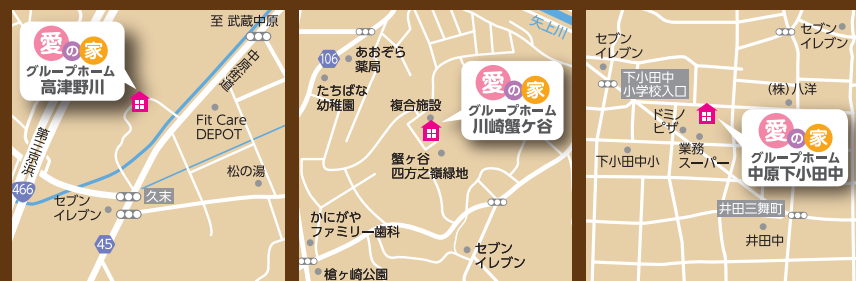 至 武蔵中原
愛の家
グループホーム
高津野川
中原街道
Fit Care
DEPOT
第三京浜
松の湯
466
久末
セブン
イレブン
45
矢上川
106
あおぞら
薬局
たちばな
幼稚園
愛の家
グループホーム
川崎蟹ケ谷
複合施設
蟹ヶ谷
四方之嶺緑地
かにがや
ファミリー歯科
セブン
イレブン
槍ヶ崎公園
セブン
イレブン
セブン
イレブン
下小田中
小学校入口
(株)八洋
ドミノ
ピザ
愛の家
グループホーム
中原下小田中
業務
スーパー
下小田中小
井田三舞町
井田中